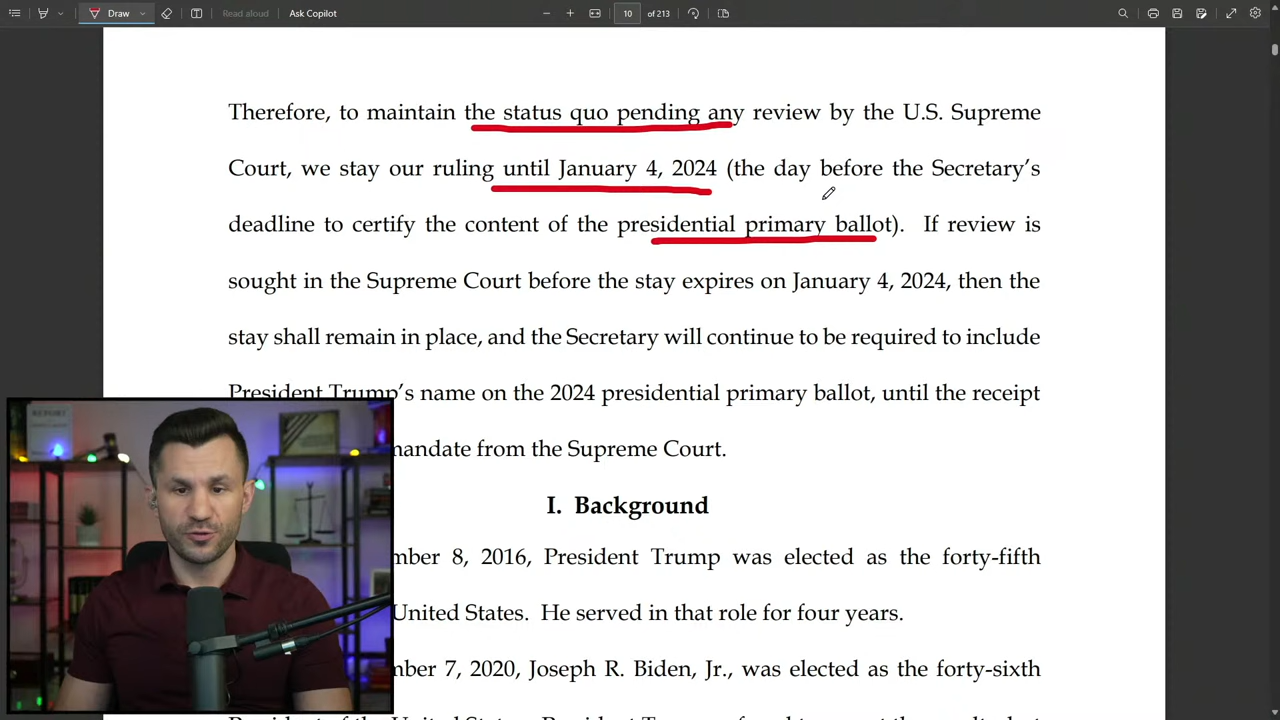 Draw
Read aloud
Ask Copilot
10 of 213
Therefore, to maintain the status quo pending any review by the U.S. Supreme
Court, we stay our ruling until January 4, 2024 (the day before the Secretary’s
deadline to certify the content of the presidential primary ballot). If review is
sought in the Supreme Court before the stay expires on January 4, 2024, then the
stay shall remain in place, and the Secretary will continue to be required to include
President Trump’s name on the 2024 presidential primary ballot, until the receipt
mandate from the Supreme Court.
I. Background
mber 8, 2016, President Trump was elected as the forty-fifth
United States. He served in that role for four years.
mber 7, 2020, Joseph R. Biden, Jr., was elected as the forty-sixth